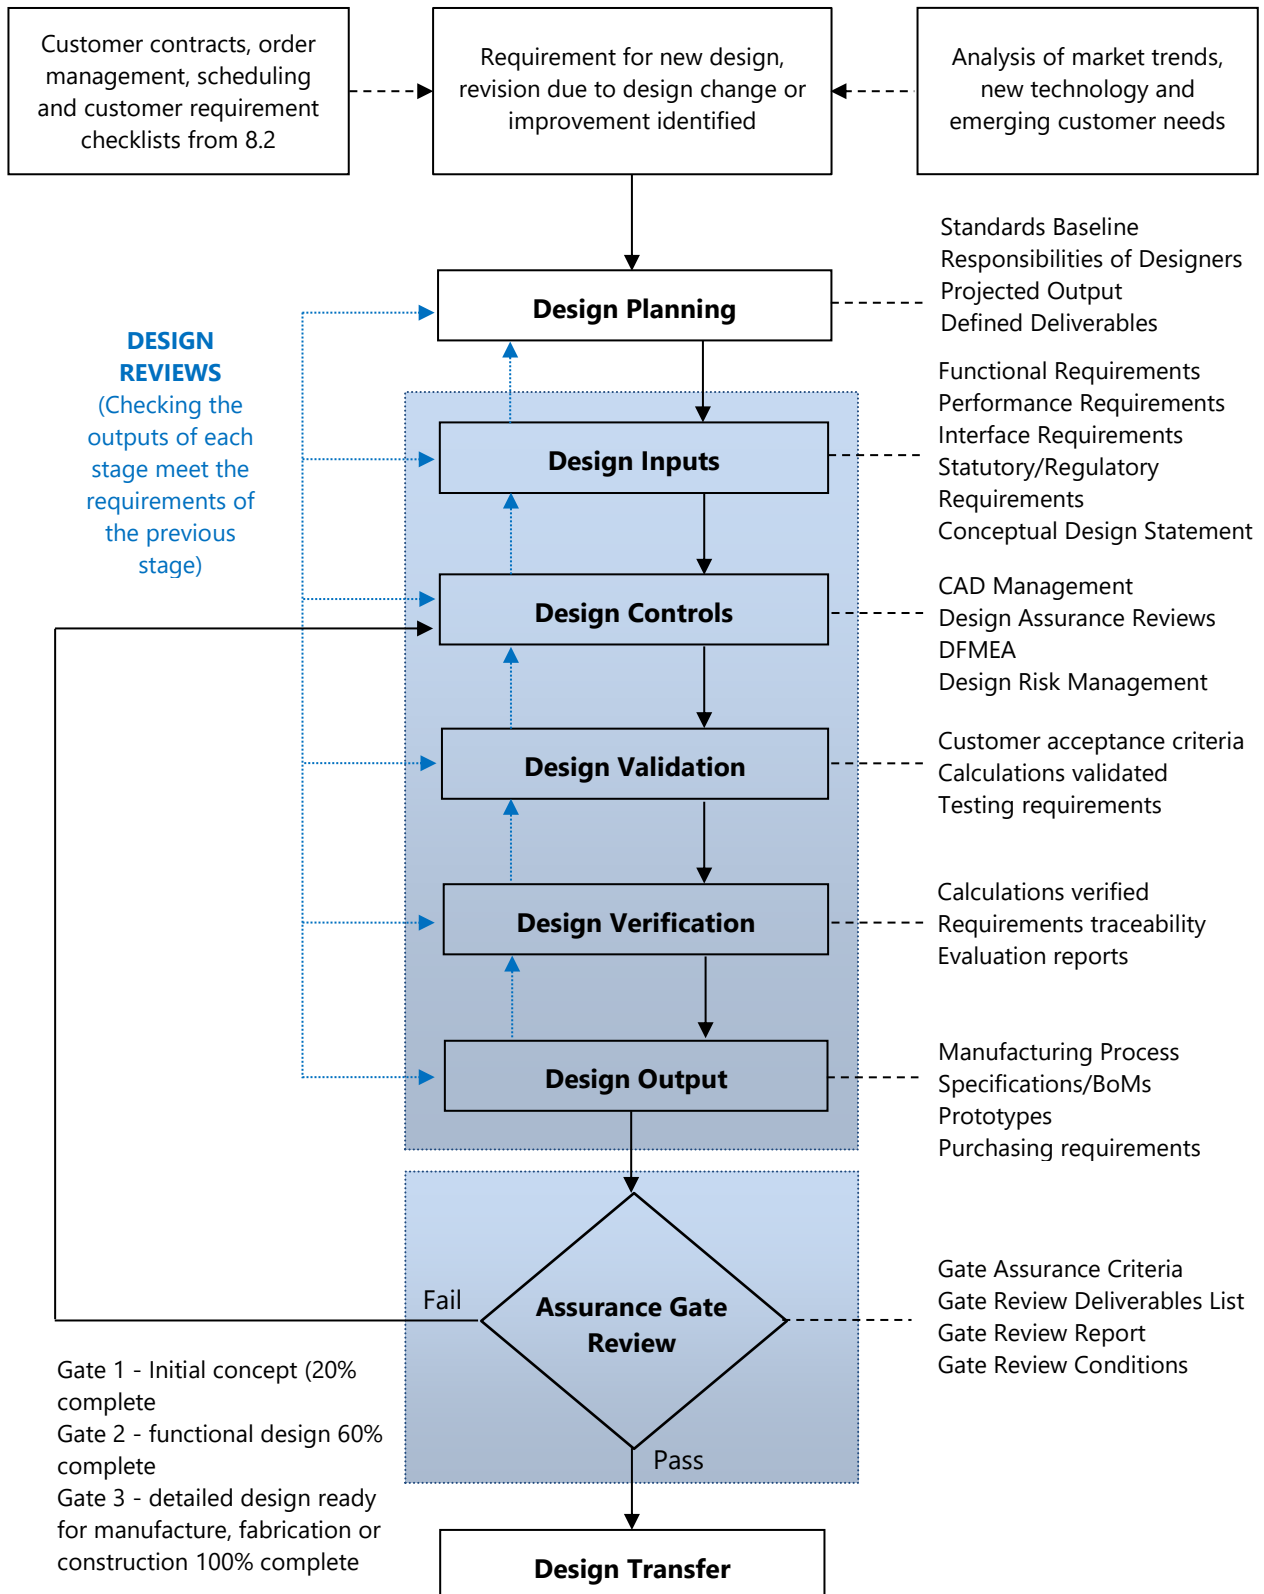 Customer contracts, order
management, scheduling
and customer requirement
checklists from 8.2
Requirement for new design,
revision due to design change or
improvement identified
Analysis of market trends,
new technology and
emerging customer needs
Design Planning
Standards Baseline
Responsibilities of Designers
Projected Output
Defined Deliverables
DESIGN
REVIEWS
(Checking the
outputs of each
stage meet the
requirements of
the previous
stage)
Design Inputs
Functional Requirements
Performance Requirements
Interface Requirements
Statutory/Regulatory
Requirements
Conceptual Design Statement
Design Controls
CAD Management
Design Assurance Reviews
DFMEA
Design Risk Management
Design Validation
Customer acceptance criteria
Calculations validated
Testing requirements
Design Verification
Calculations verified
Requirements traceability
Evaluation reports
Design Output
Manufacturing Process
Specifications/BoMs
Prototypes
Purchasing requirements
Fail
Assurance Gate
Review
Gate Assurance Criteria
Gate Review Deliverables List
Gate Review Report
Gate Review Conditions
Pass
Gate 1 - Initial concept (20%
complete
Gate 2 - functional design 60%
complete
Gate 3 - detailed design ready
for manufacture, fabrication or
construction 100% complete
Design Transfer